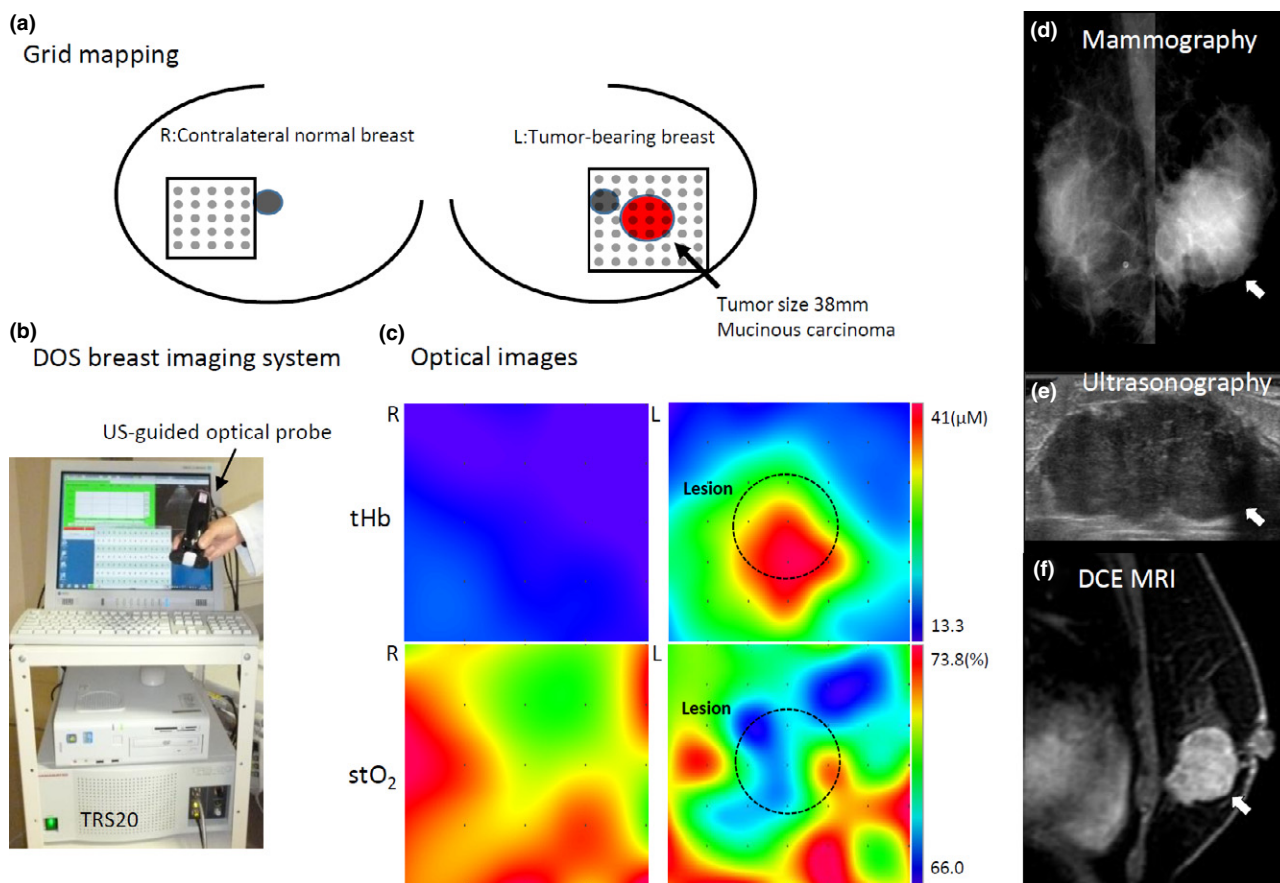 (a)
Grid mapping
R:Contralateral normal breast
L:Tumor-bearing breast
Tumor size 38mm
Mucinous carcinoma
(b)
DOS breast imaging system
US-guided optical probe
TRS20
(c)
Optical images
R
L
41(μM)
Lesion
tHb
13.3
R
L
73.8(%)
Lesion
stO₂
66.0
(d)
Mammography
(e)
Ultrasonography
(f)
DCE MRI